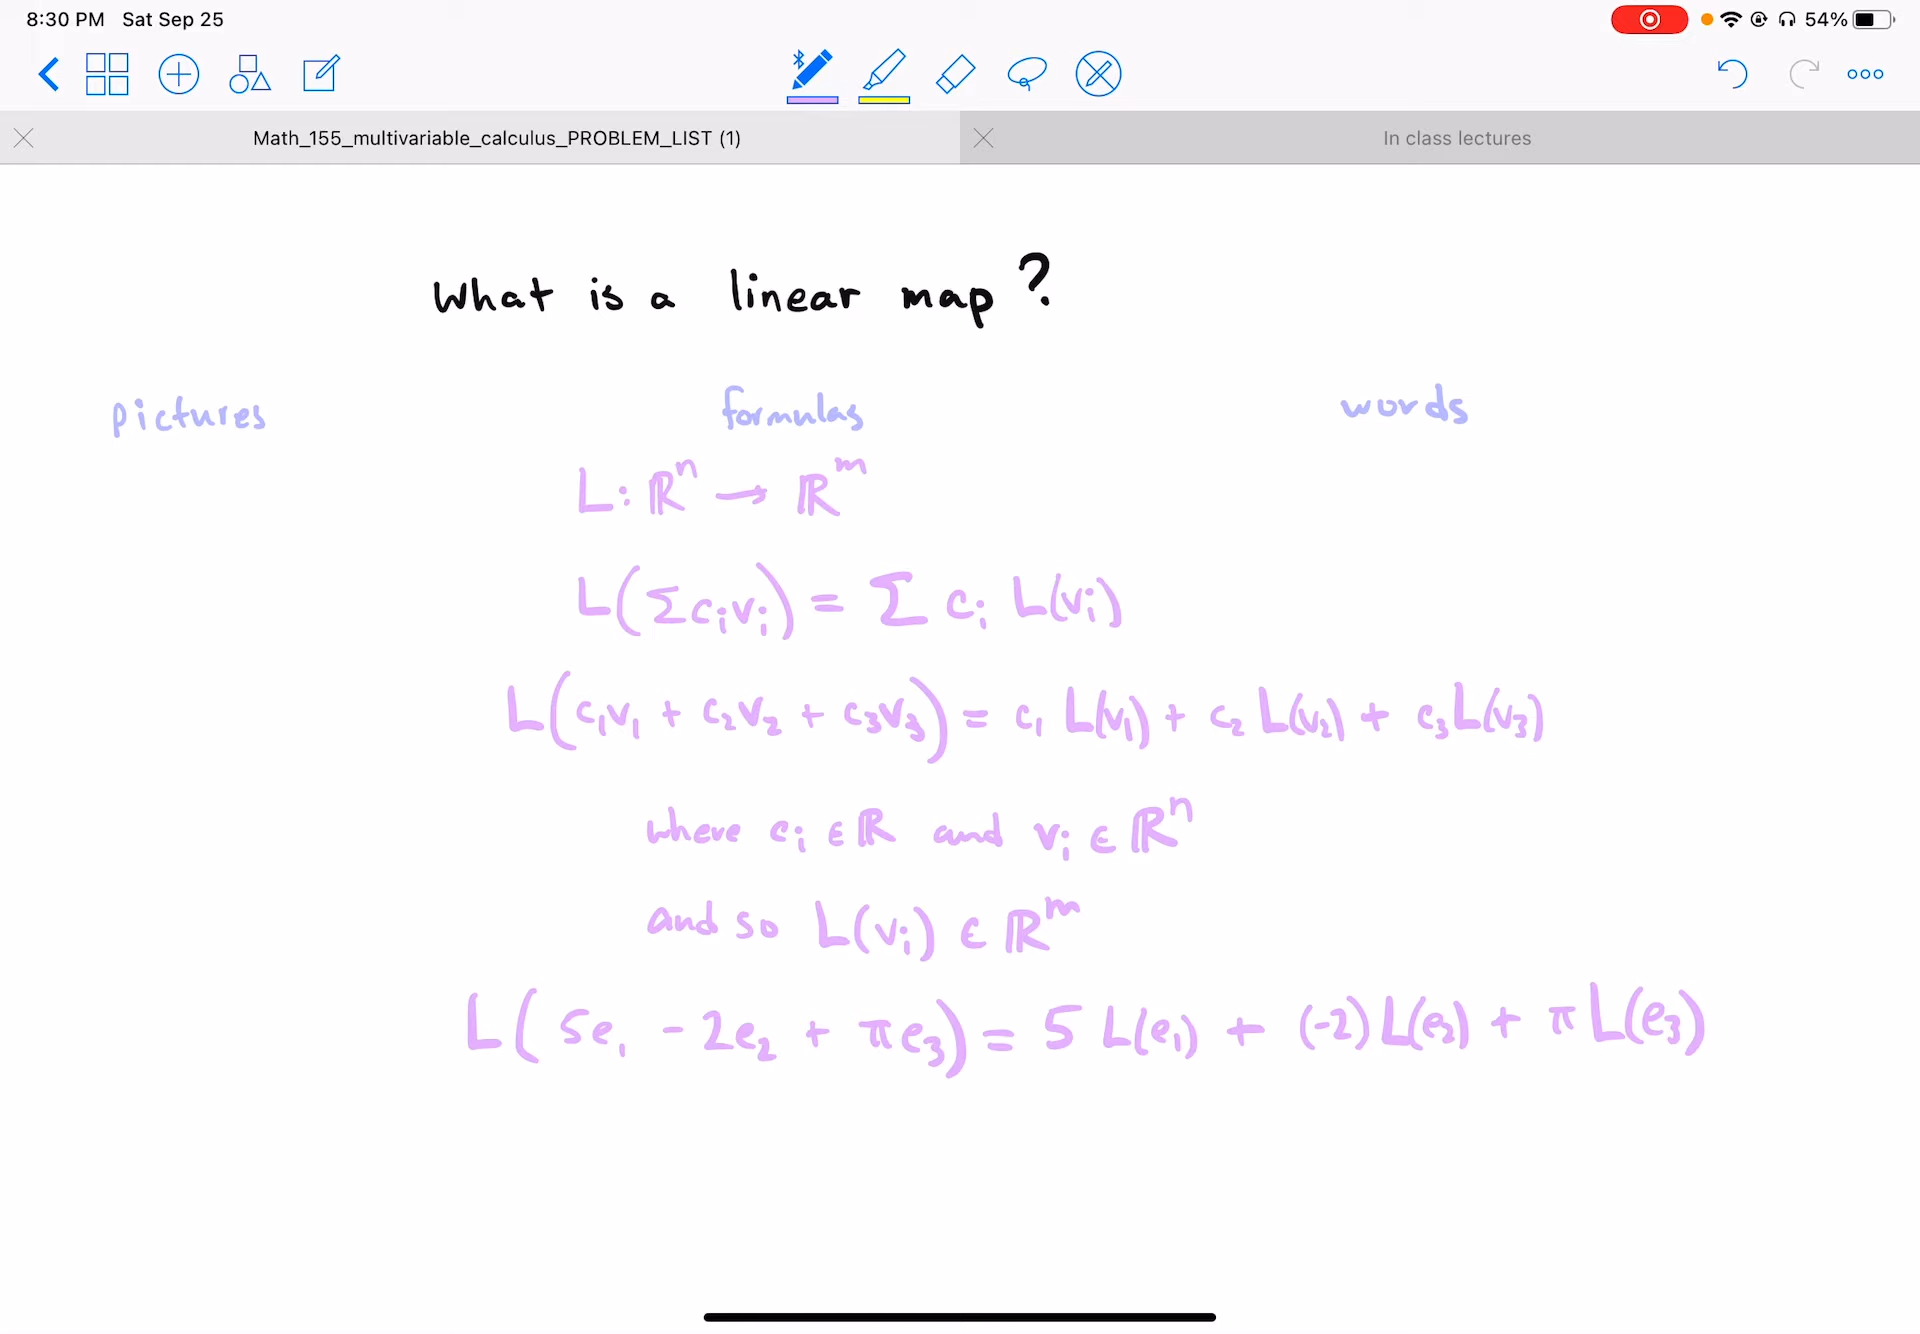 8:30 PM Sat Sep 25 54%
Math_155_multivariable_calculus_PROBLEM_LIST (1) In class lectures
What is a linear map?
pictures formulas words
L: ℝⁿ → ℝᵐ
L(Σcᵢvᵢ) = Σ cᵢ L(vᵢ)
L(c₁v₁ + c₂v₂ + c₃v₃) = c₁ L(v₁) + c₂ L(v₂) + c₃L(v₃)
where cᵢ ∈ ℝ and vᵢ ∈ ℝⁿ
and so L(vᵢ) ∈ ℝᵐ
L(5e₁ - 2e₂ + πe₃) = 5 L(e₁) + (-2) L(e₂) + π L(e₃)